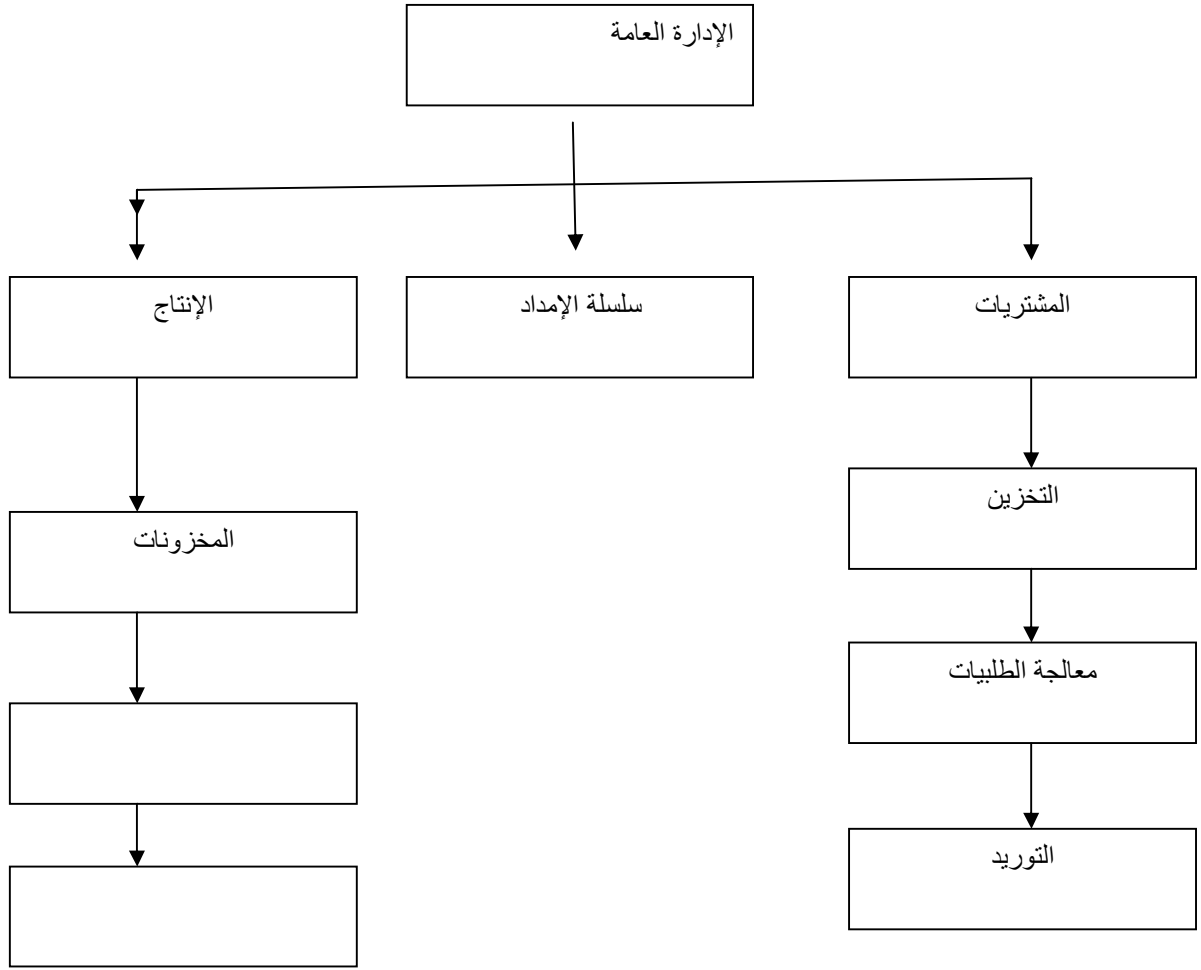 الإدارة العامة
المشتريات
سلسلة الإمداد
الإنتاج
التخزين
المخزونات
معالجة الطلبيات
التوريد